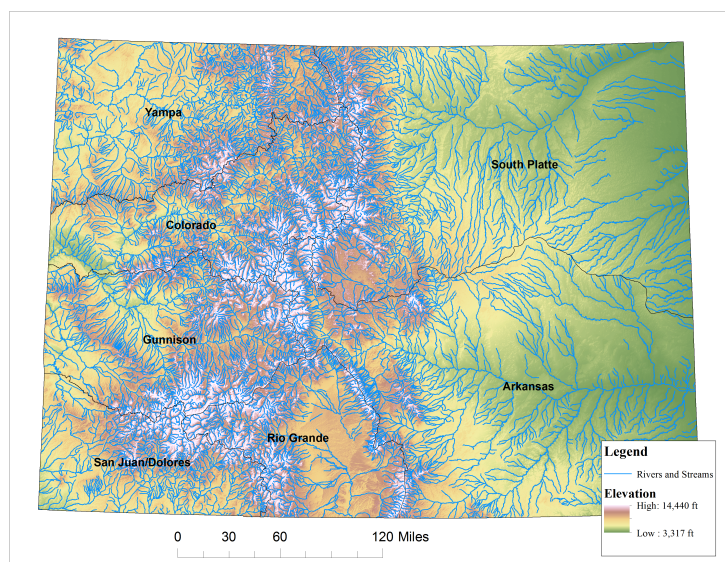 Yampa
South Platte
Colorado
Gunnison
Arkansas
Rio Grande
San Juan/Dolores
Legend
Rivers and Streams
Elevation
High: 14,440 ft
Low : 3,317 ft
0 30 60 120 Miles